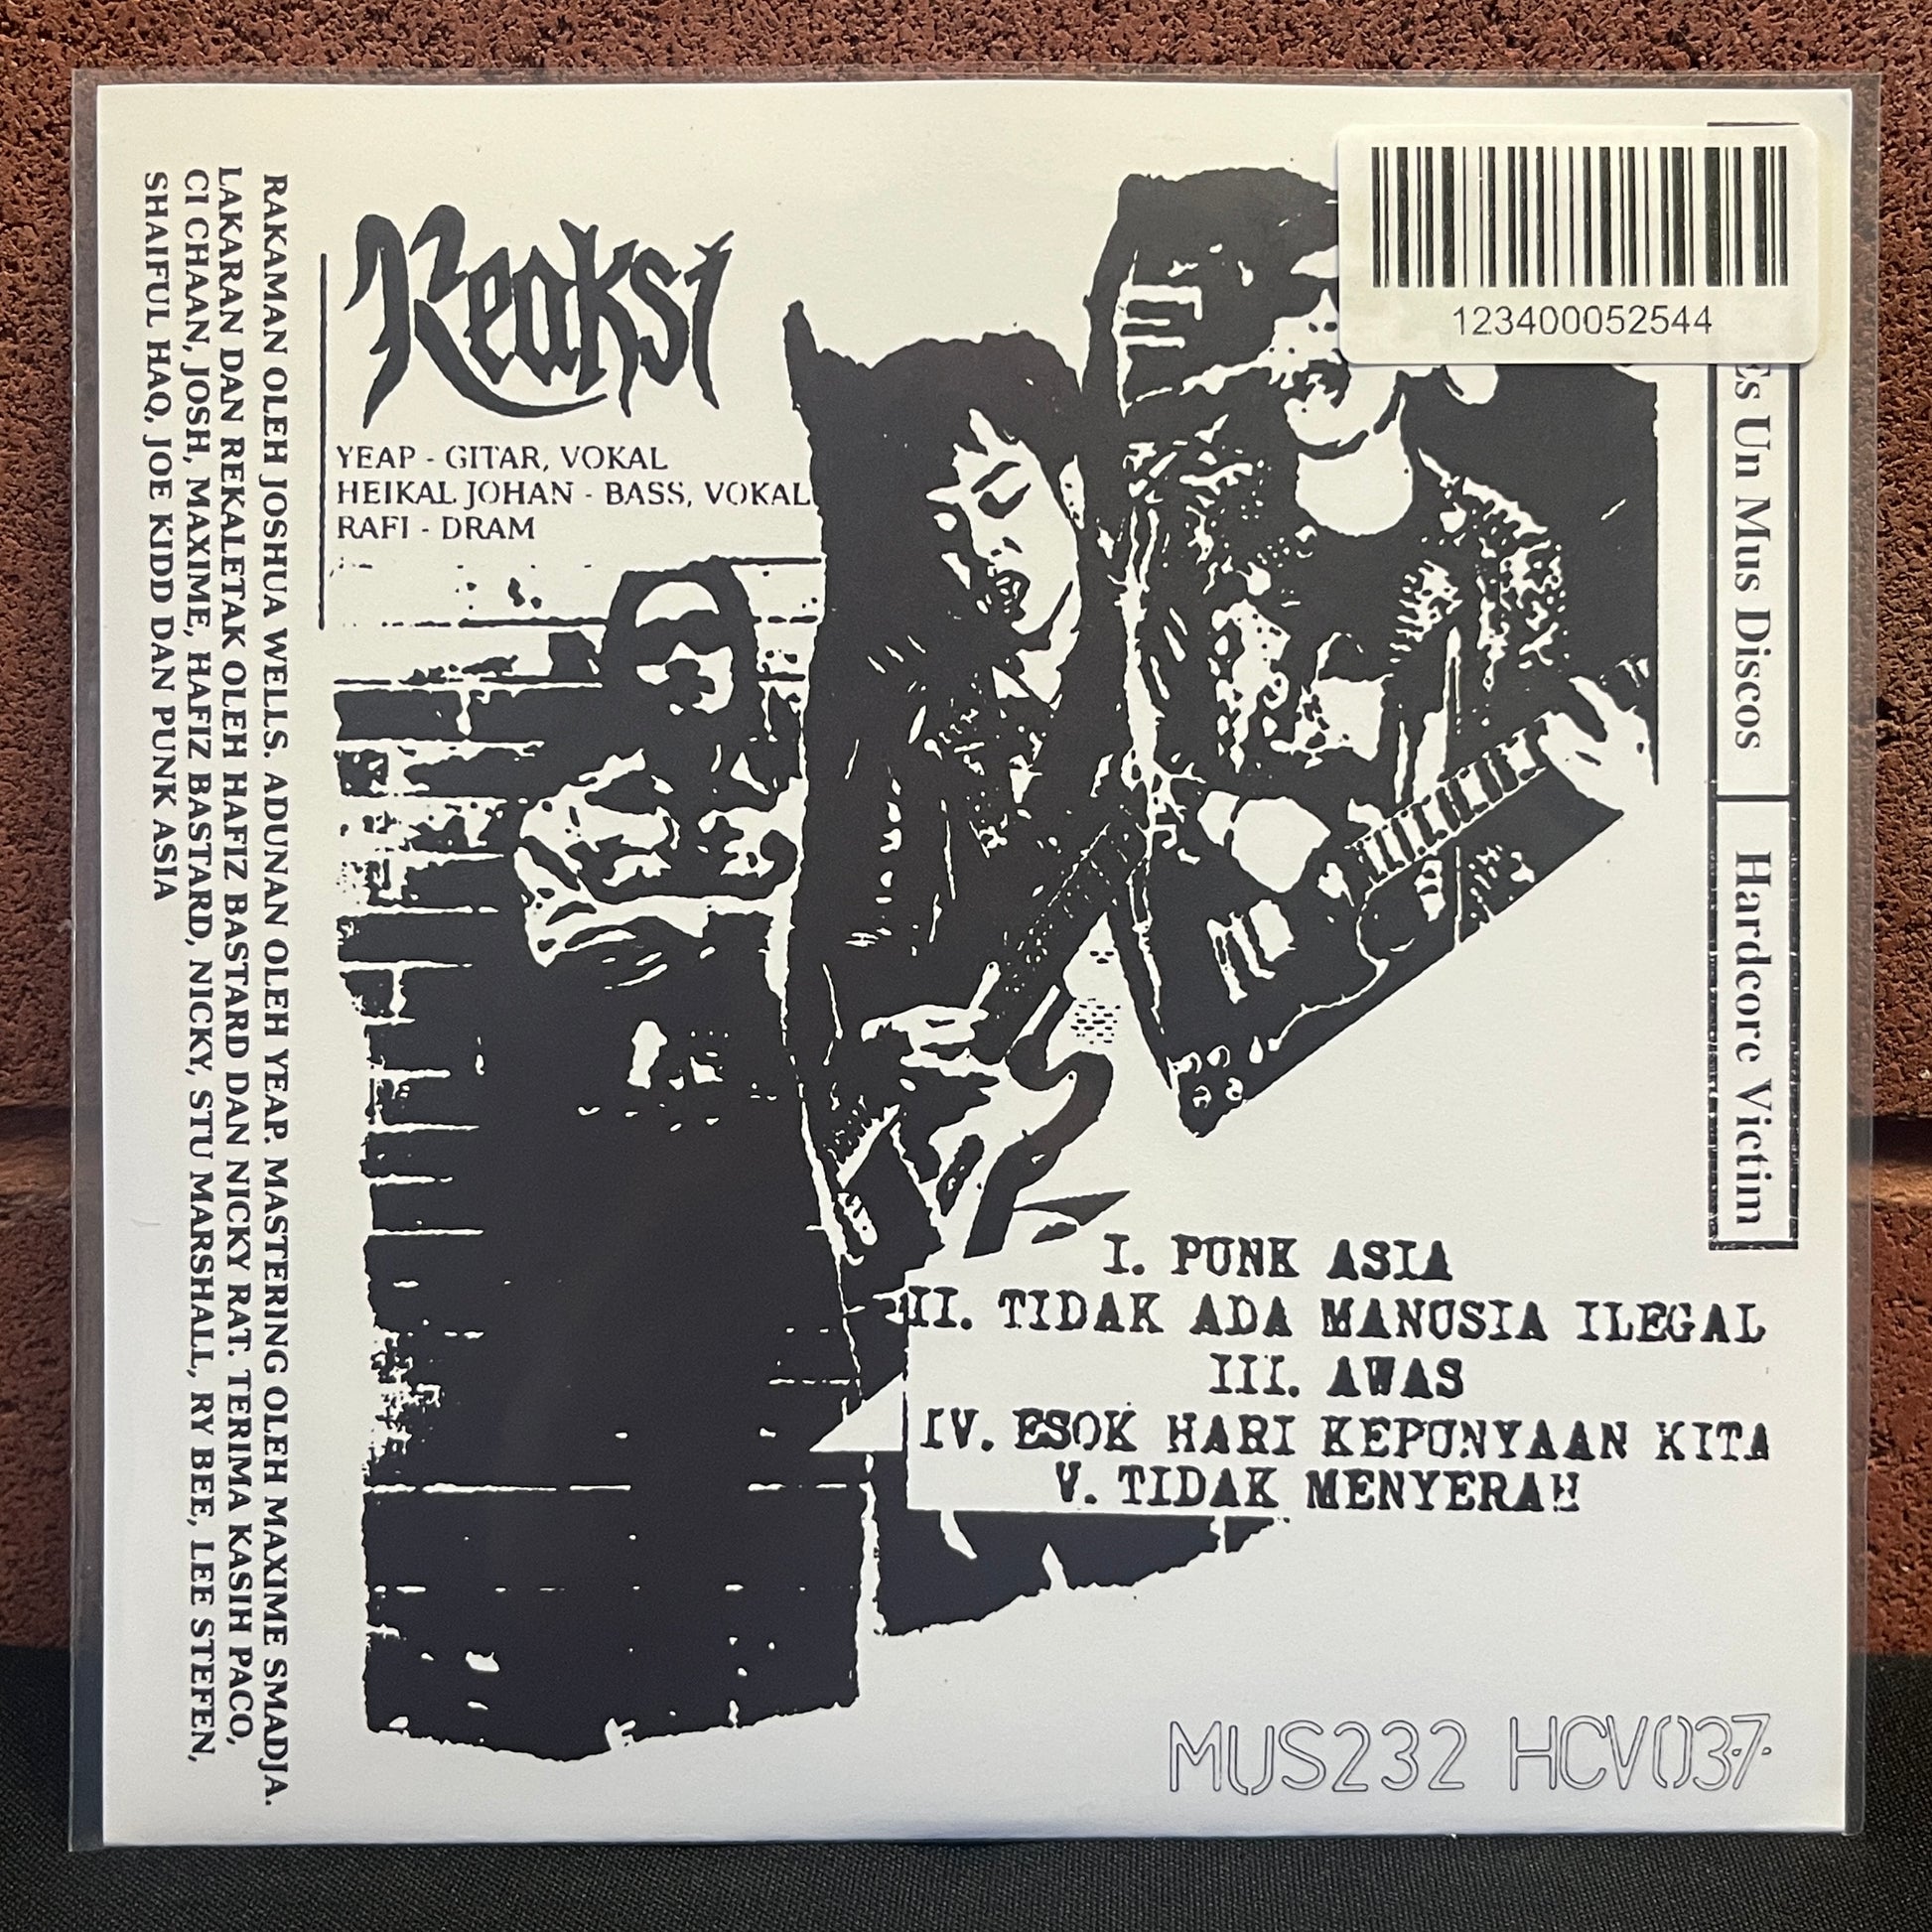 Reaksi
YEAP - GITAR, VOKAL
HEIKAL JOHAN - BASS, VOKAL
RAFI - DRAM
RAKAMAN OLEH JOSHUA WELLS. ADUNAN OLEH YEAP. MASTERING OLEH MAXIME SMADJA.
LAKARAN DAN REKALETAK OLEH HAFIZ BASTARD DAN NICKY RAT. TERIMA KASIH PACO,
CI CHAAN, JOSH, MAXIME, HAFIZ BASTARD, NICKY, STU MARSHALL, RY BEE, LEE STEFEN,
SHAIFUL HAQ, JOE KIDD DAN PUNK ASIA
123400052544
Es Un Mus Discos
Hardcore Victim
I. PUNK ASIA
II. TIDAK ADA MANUSIA ILEGAL
III. AWAS
IV. ESOK HARI KEPUNYAAN KITA
V. TIDAK MENYERAH
MUS232 HCV037